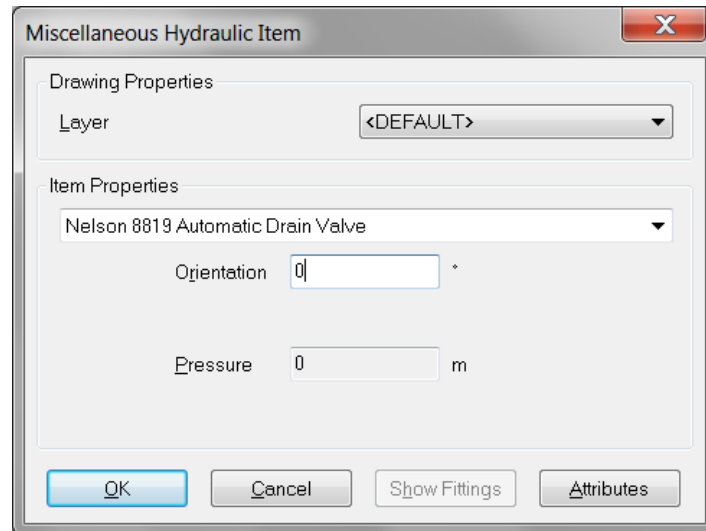 Miscellaneous Hydraulic Item
X
Drawing Properties
Layer <DEFAULT>
Item Properties
Nelson 8819 Automatic Drain Valve
Orientation 0 °
Pressure 0 m
OK Cancel Show Fittings Attributes